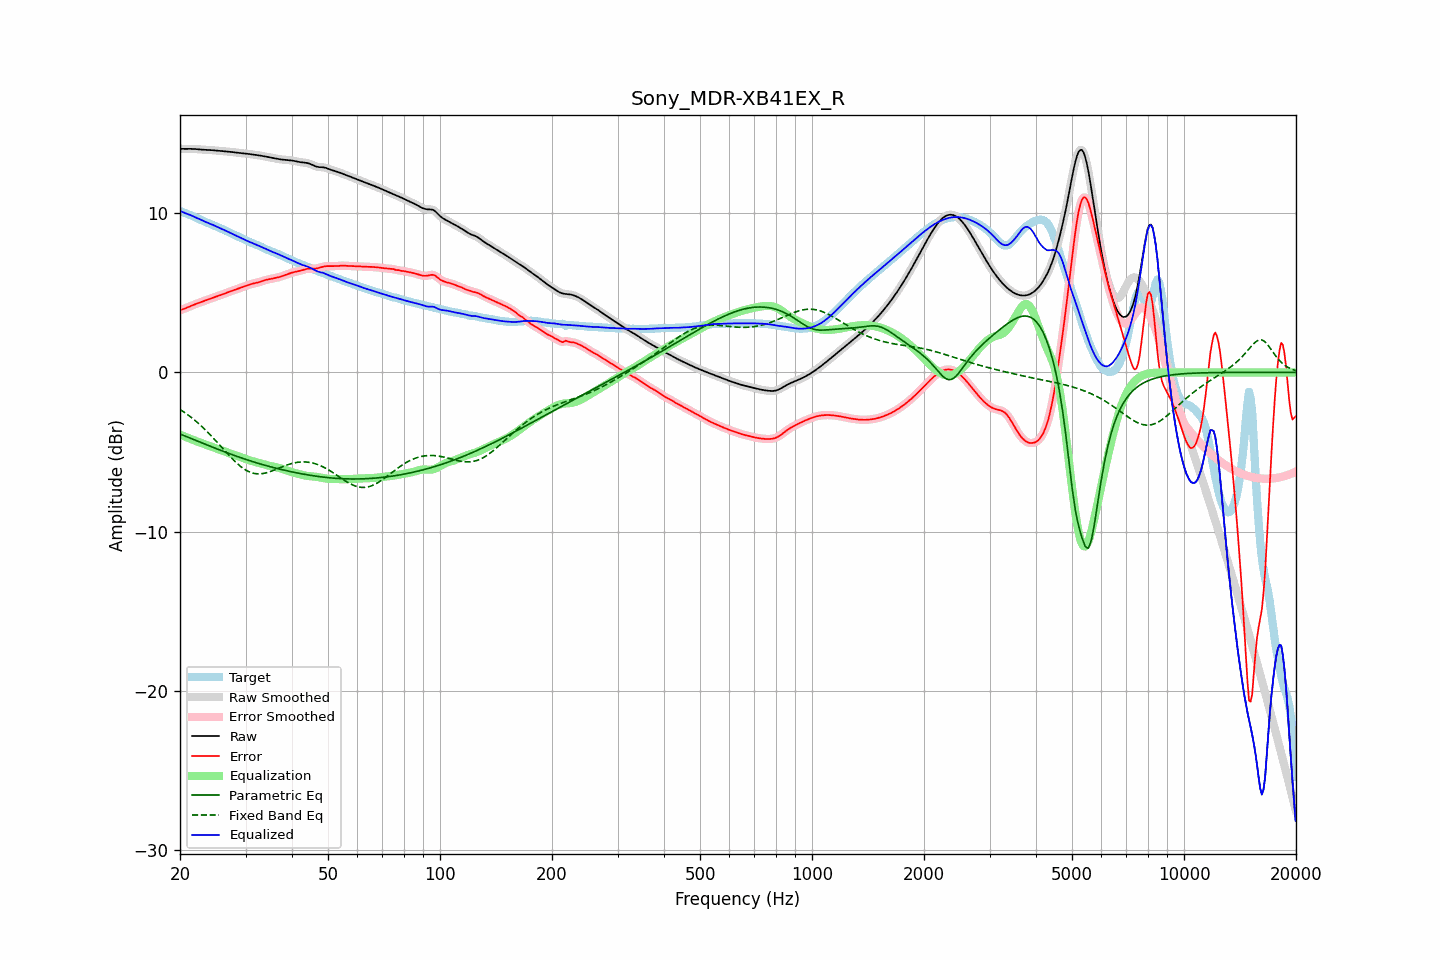 Sony_MDR-XB41EX_R
Amplitude (dBr)
10
0
−10
−20
−30
Target
Raw Smoothed
Error Smoothed
Raw
Error
Equalization
Parametric Eq
Fixed Band Eq
Equalized
20 50 100 200 500 1000 2000 5000 10000 20000
Frequency (Hz)